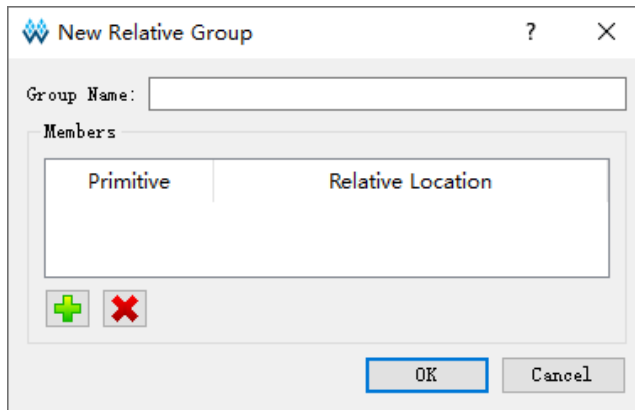 New Relative Group
Group Name:
Members
Primitive Relative Location
OK Cancel